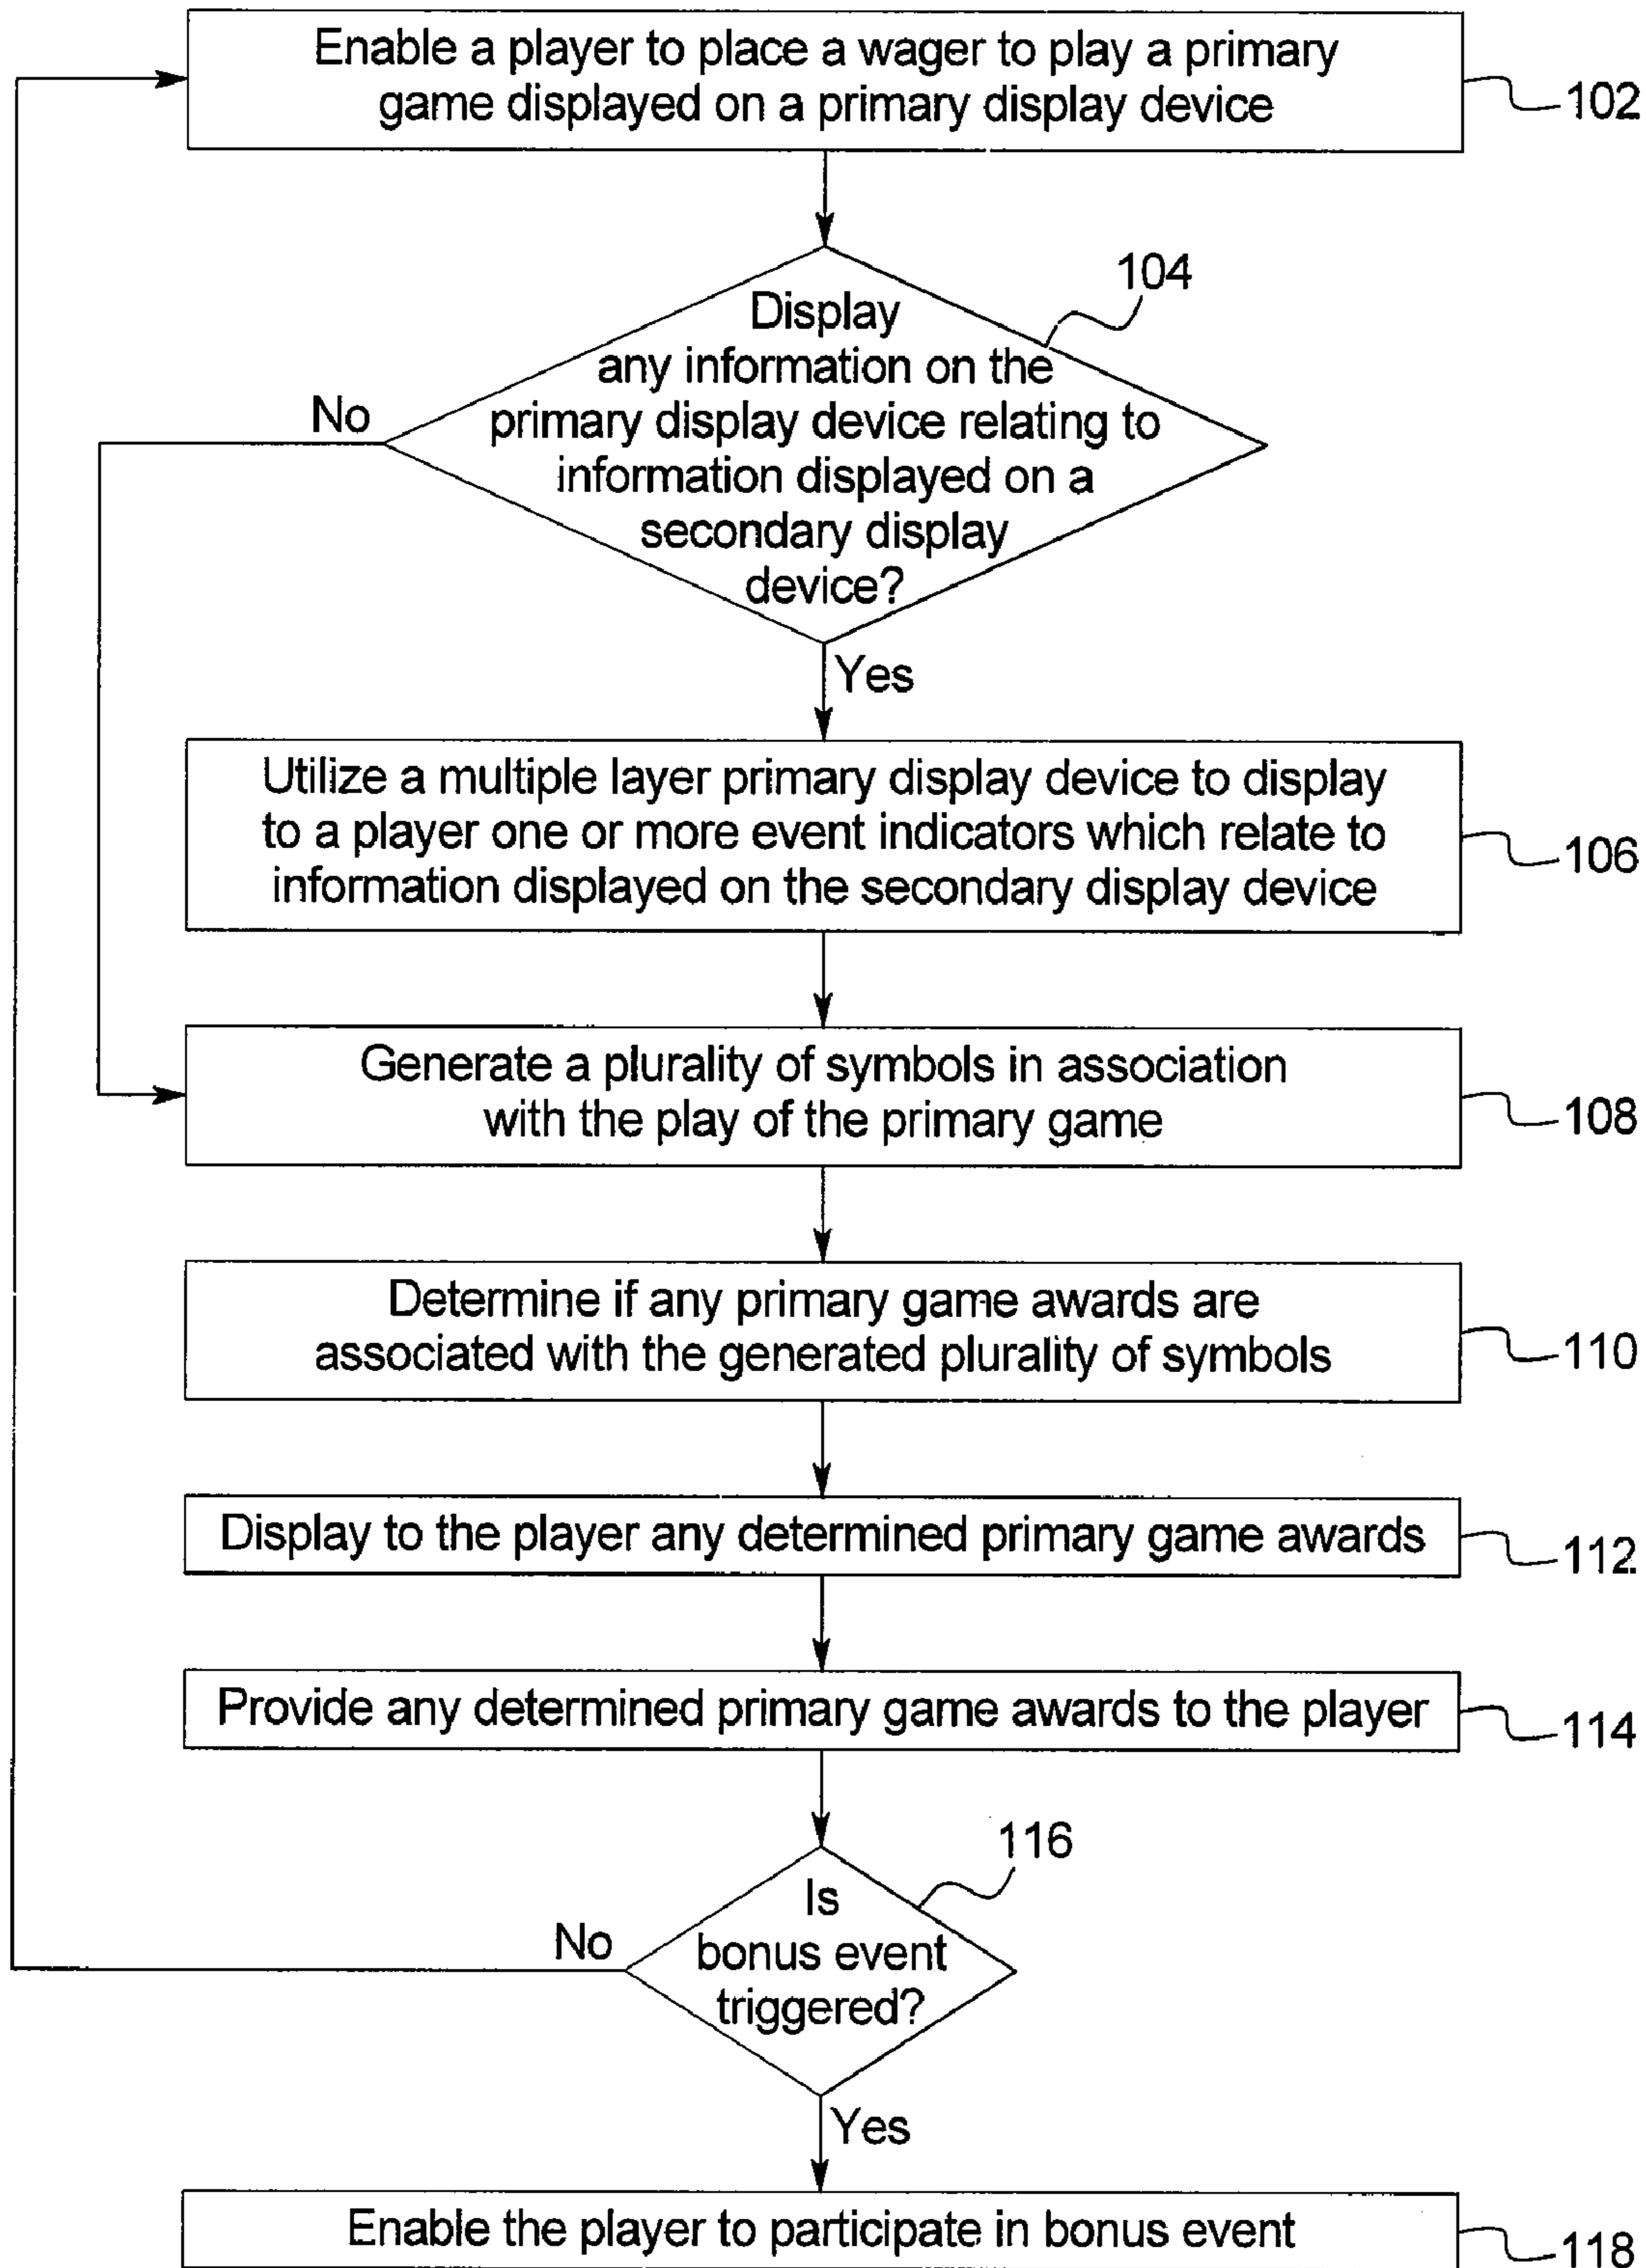 Enable a player to place a wager to play a primary
game displayed on a primary display device
102
104
Display
any information on the
primary display device relating to
information displayed on a
secondary display
device?
No
Yes
Utilize a multiple layer primary display device to display
to a player one or more event indicators which relate to
information displayed on the secondary display device
106
Generate a plurality of symbols in association
with the play of the primary game
108
Determine if any primary game awards are
associated with the generated plurality of symbols
110
Display to the player any determined primary game awards
112
Provide any determined primary game awards to the player
114
116
Is
bonus event
triggered?
No
Yes
Enable the player to participate in bonus event
118